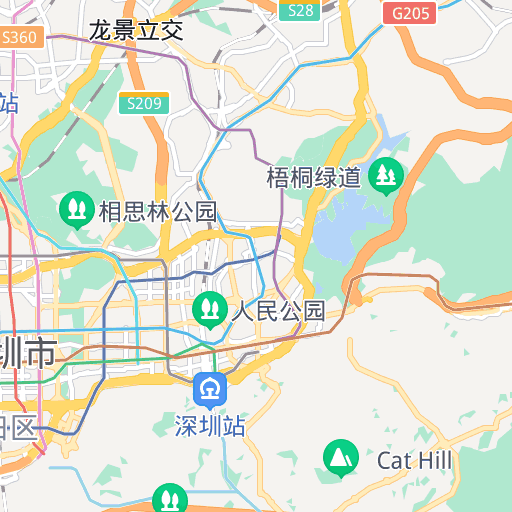 S28
G205
龙景立交
S360
站
S209
梧桐绿道
相思林公园
人民公园
圳市
田区
深圳站
Cat Hill